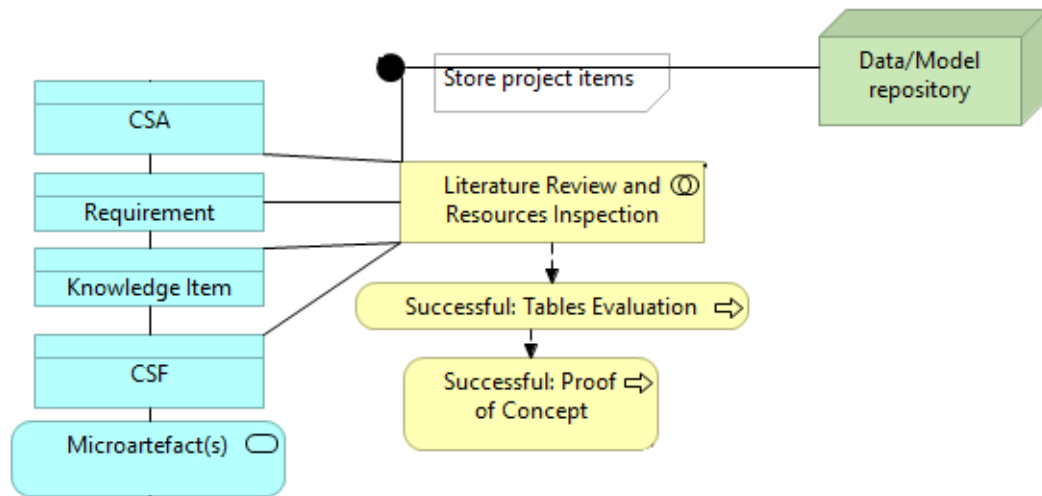 Store project items
Data/Model
repository
CSA
Literature Review and
Resources Inspection
Requirement
Knowledge Item
Successful: Tables Evaluation
CSF
Successful: Proof
of Concept
Microartefact(s)